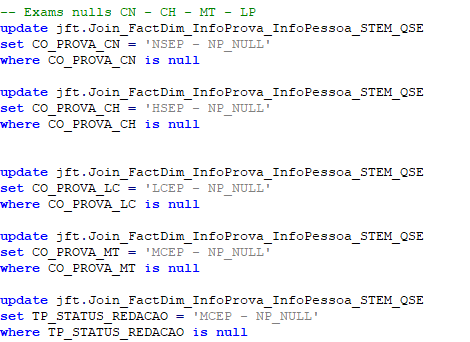 -- Exams nulls CN - CH - MT - LP
update jft.Join_FactDim_InfoProva_InfoPessoa_STEM_QSE
set CO_PROVA_CN = 'NSEP - NP_NULL'
where CO_PROVA_CN is null
update jft.Join_FactDim_InfoProva_InfoPessoa_STEM_QSE
set CO_PROVA_CH = 'HSEP - NP_NULL'
where CO_PROVA_CH is null
update jft.Join_FactDim_InfoProva_InfoPessoa_STEM_QSE
set CO_PROVA_LC = 'LCEP - NP_NULL'
where CO_PROVA_LC is null
update jft.Join_FactDim_InfoProva_InfoPessoa_STEM_QSE
set CO_PROVA_MT = 'MCEP - NP_NULL'
where CO_PROVA_MT is null
update jft.Join_FactDim_InfoProva_InfoPessoa_STEM_QSE
set TP_STATUS_REDACAO = 'MCEP - NP_NULL'
where TP_STATUS_REDACAO is null